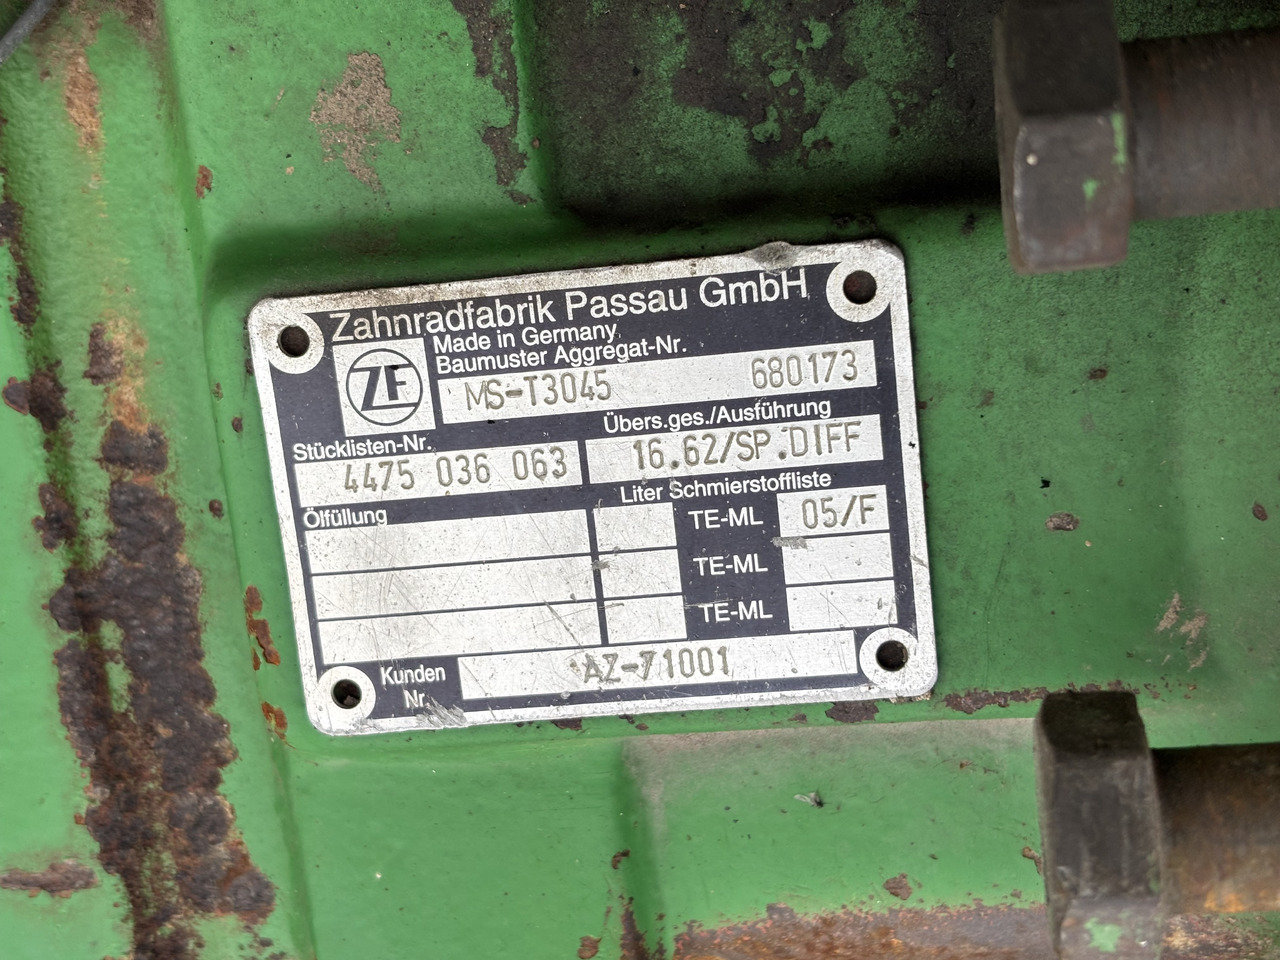 Zahnradfabrik Passau GmbH
Made in Germany
Baumuster Aggregat-Nr.
ZF
MS-T3045 680173
Stücklisten-Nr. Übers.ges./Ausführung
4475 036 063 16.62/SP.DIFF
Ölfüllung Liter Schmierstoffliste
TE-ML 05/F
TE-ML
TE-ML
Kunden
Nr. AZ-71001